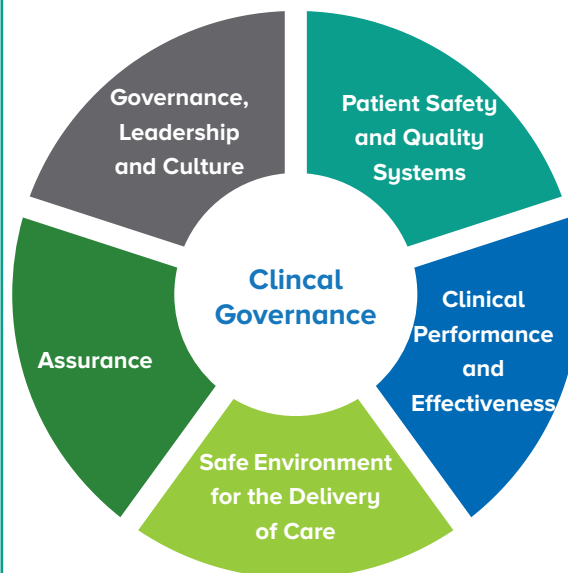 Governance,
Leadership
and Culture
Patient Safety
and Quality
Systems
Clincal
Governance
Clinical
Performance
and
Effectiveness
Assurance
Safe Environment
for the Delivery
of Care